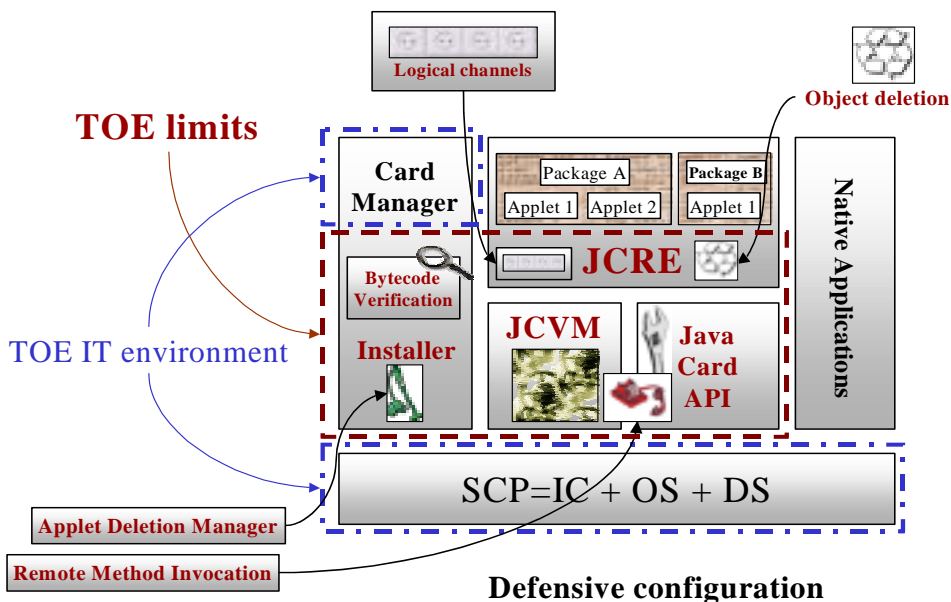 Logical channels
Object deletion
TOE limits
Card
Manager
Package A
Applet 1
Applet 2
Package B
Applet 1
Native Applications
JCRE
Bytecode
Verification
Installer
JCVM
Java
Card
API
TOE IT environment
SCP=IC + OS + DS
Applet Deletion Manager
Remote Method Invocation
Defensive configuration